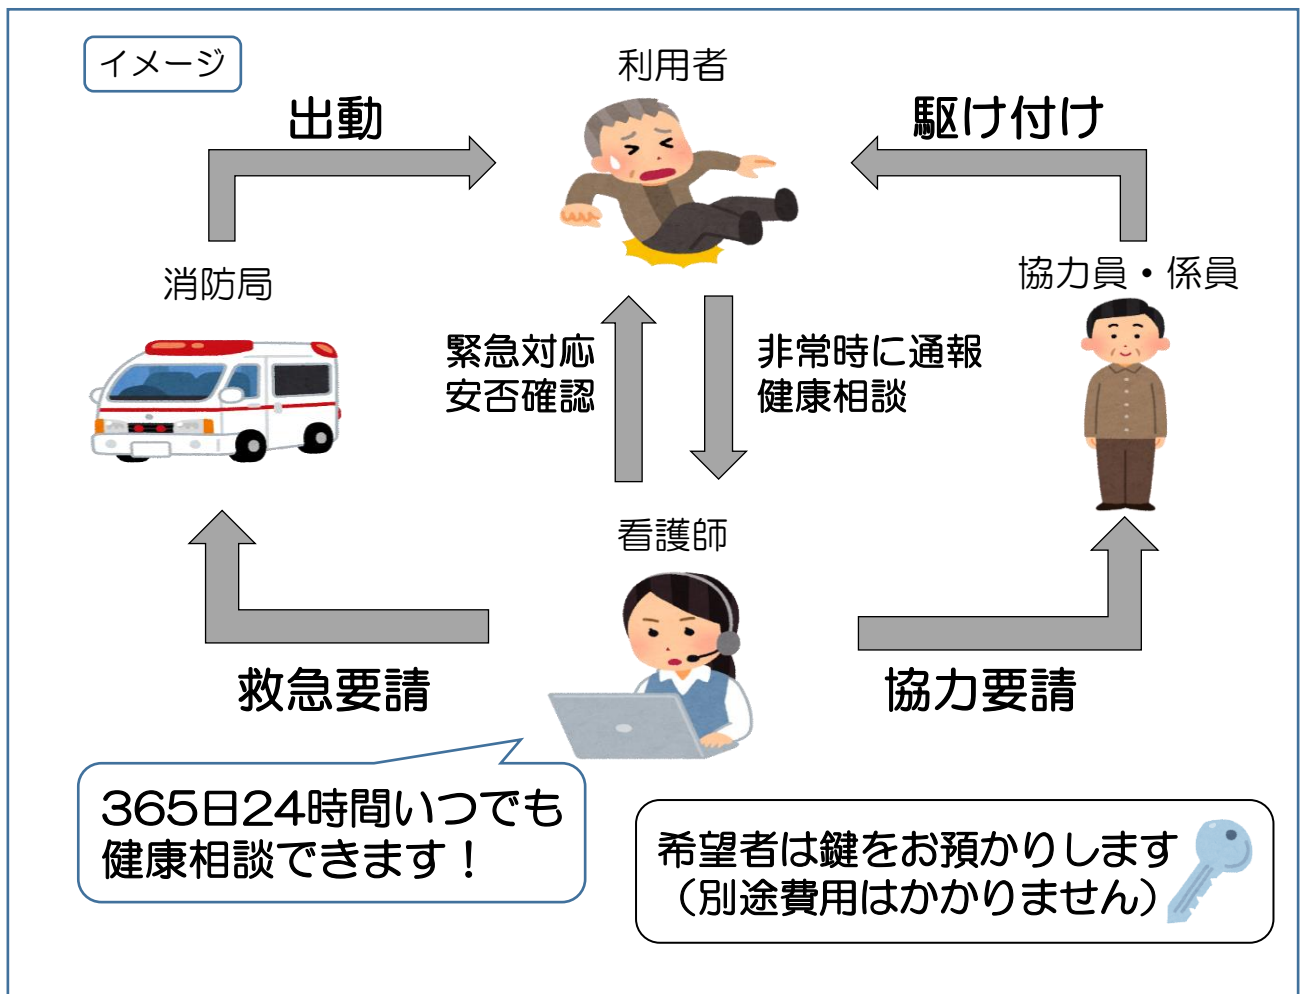 イメージ
利用者
出動
駆け付け
消防局
協力員・係員
緊急対応
安否確認
非常時に通報
健康相談
看護師
救急要請
協力要請
365日24時間いつでも
健康相談できます！
希望者は鍵をお預かりします
（別途費用はかかりません）